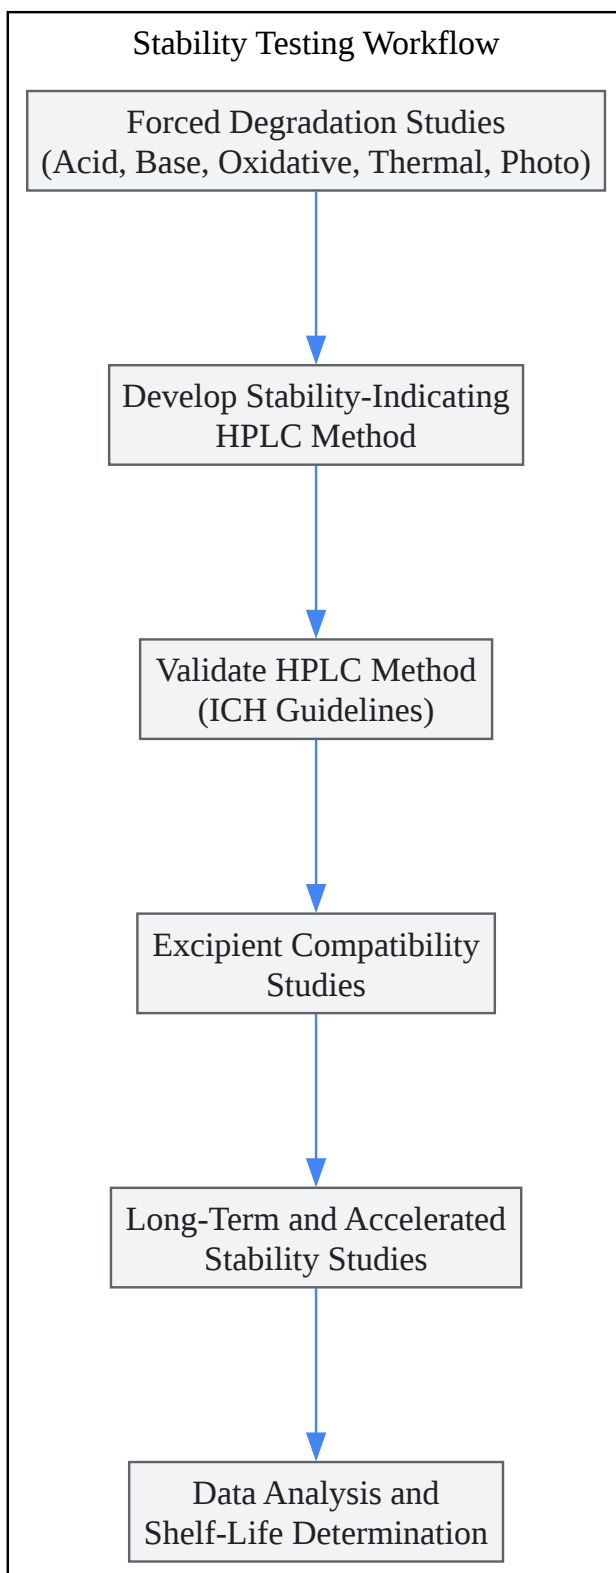 Stability Testing Workflow
Forced Degradation Studies
(Acid, Base, Oxidative, Thermal, Photo)
Develop Stability-Indicating
HPLC Method
Validate HPLC Method
(ICH Guidelines)
Excipient Compatibility
Studies
Long-Term and Accelerated
Stability Studies
Data Analysis and
Shelf-Life Determination